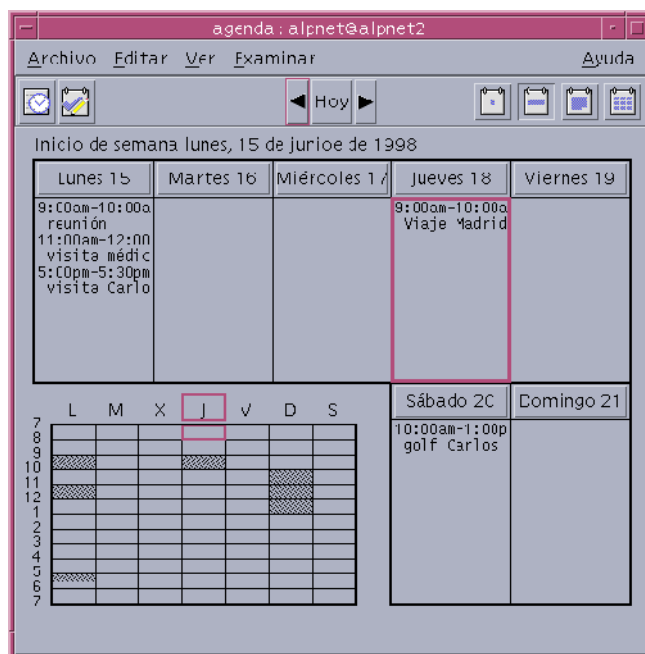 agenda : alpnet@alpnet2
Archivo Editar Ver Examinar Ayuda
Hoy
Inicio de semana lunes, 15 de junioe de 1998
Lunes 15 Martes 16 Miércoles 17 Jueves 18 Viernes 19
9:00am-10:00a
reunión
11:00am-12:00
visita médic
5:00pm-5:30pm
visita Carlo
9:00am-10:00a
Viaje Madrid
Sábado 20 Domingo 21
10:00am-1:00p
golf Carlos
L M X J V D S
7
8
9
10
11
12
1
2
3
4
5
6
7